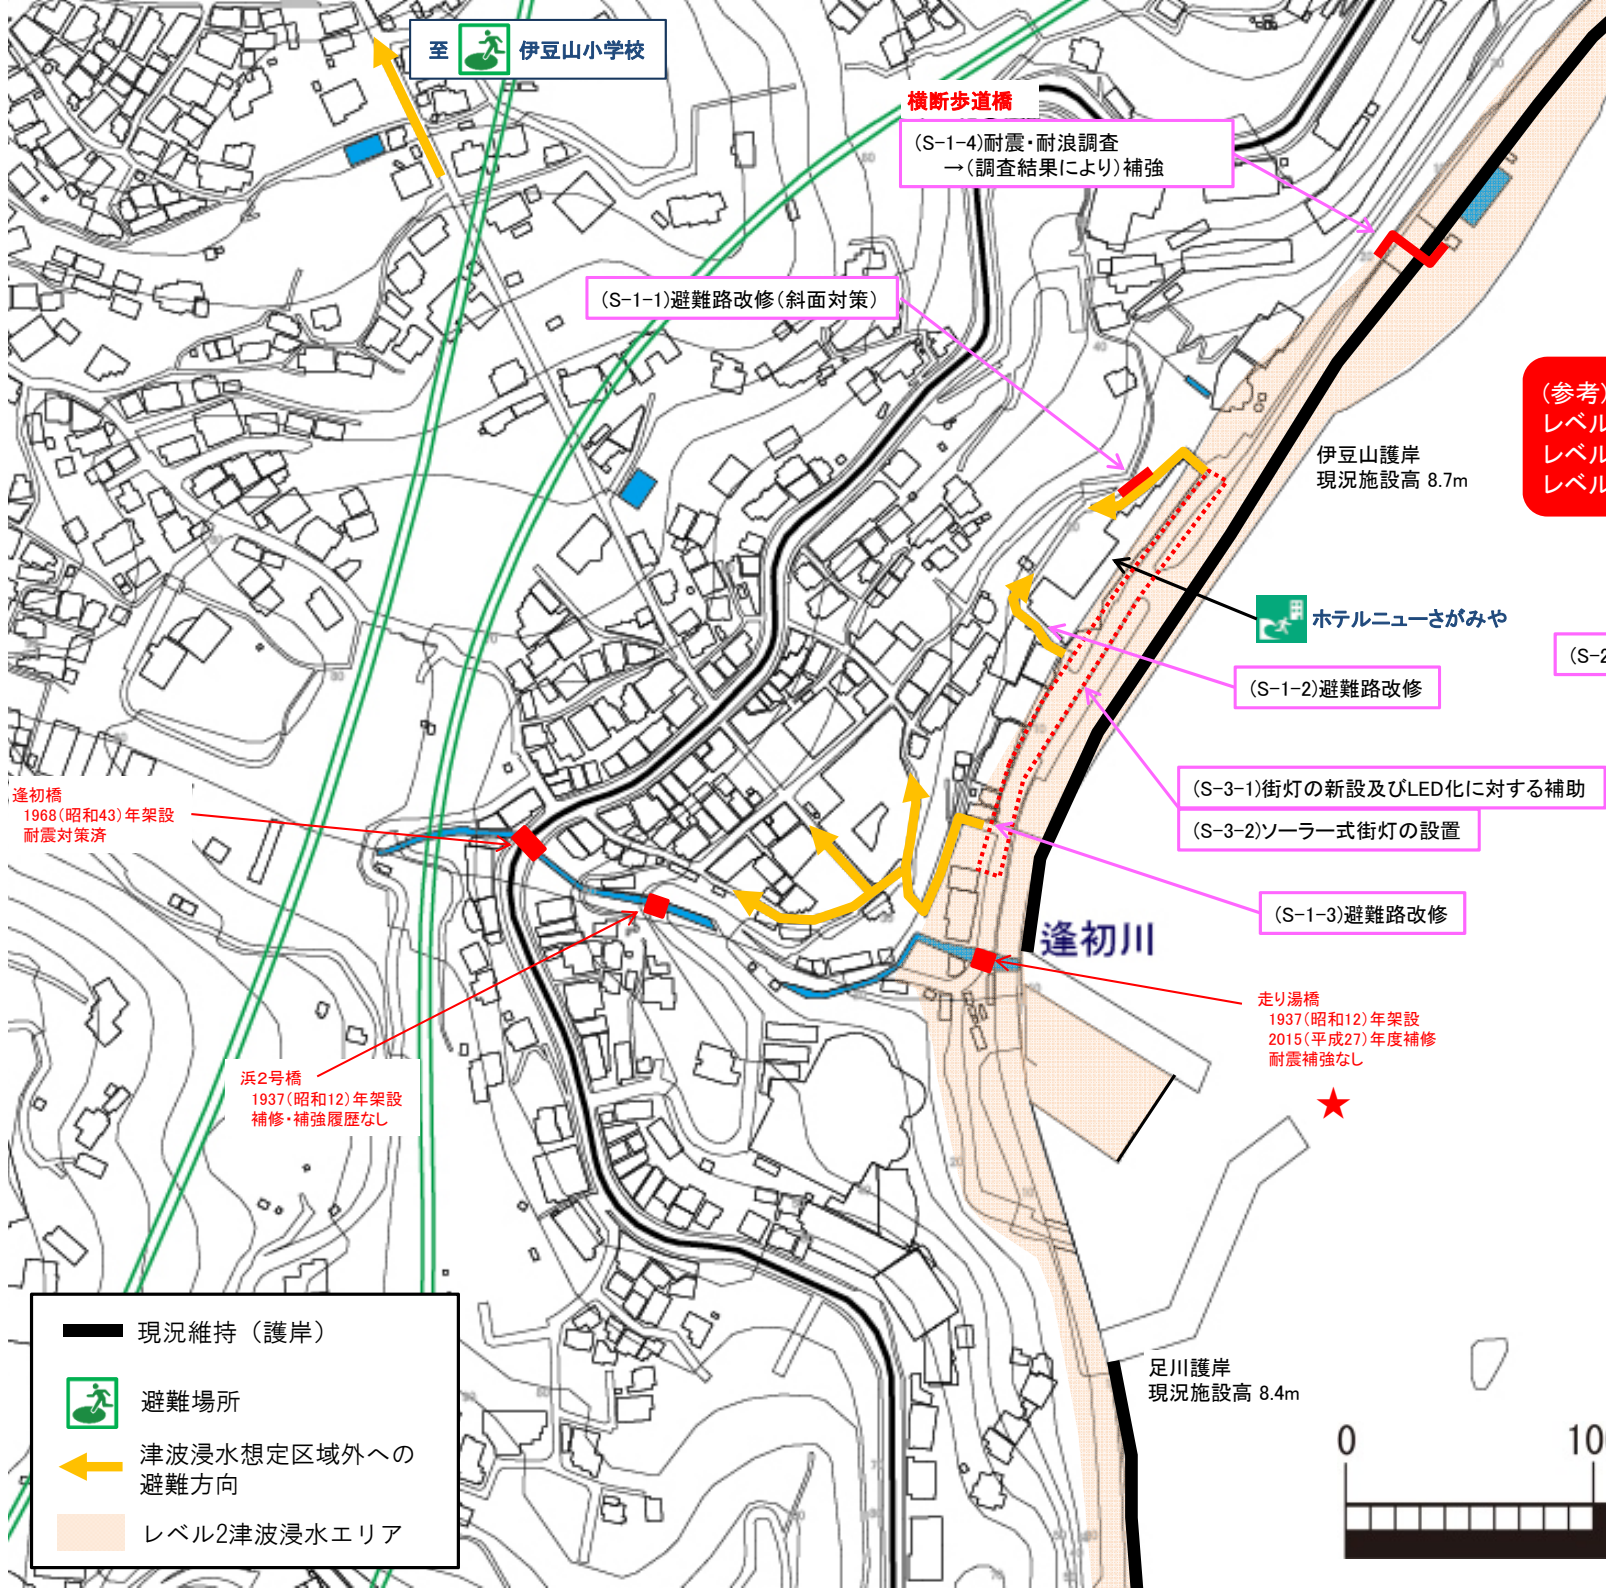 至 伊豆山小学校
横断歩道橋
(S-1-4)耐震・耐浪調査
→(調査結果により)補強
(S-1-1)避難路改修(斜面対策)
(参考)
レベル
レベル
レベル
伊豆山護岸
現況施設高 8.7m
ホテルニューさがみや
(S-2
(S-1-2)避難路改修
(S-3-1)街灯の新設及びLED化に対する補助
(S-3-2)ソーラー式街灯の設置
逢初橋
1968(昭和43)年架設
耐震対策済
(S-1-3)避難路改修
逢初川
走り湯橋
1937(昭和12)年架設
2015(平成27)年度補修
耐震補強なし
浜2号橋
1937(昭和12)年架設
補修・補強履歴なし
足川護岸
現況施設高 8.4m
現況維持（護岸）
避難場所
津波浸水想定区域外への
避難方向
レベル2津波浸水エリア
0 10